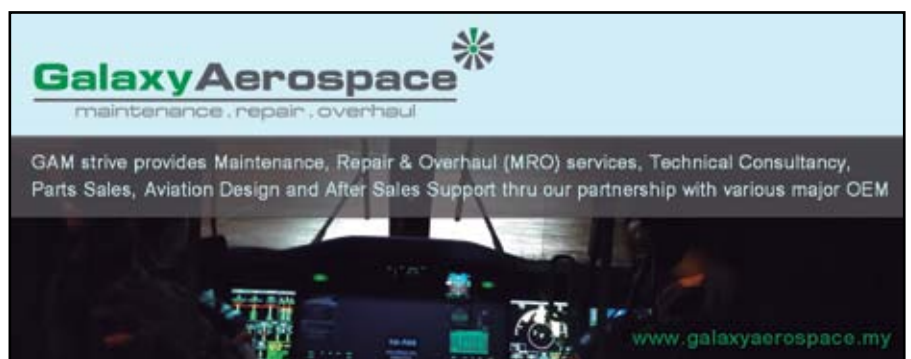 GalaxyAerospace
maintenance.repair.overhaul
GAM strive provides Maintenance, Repair & Overhaul (MRO) services, Technical Consultancy,
Parts Sales, Aviation Design and After Sales Support thru our partnership with various major OEM
www.galaxyaerospace.my